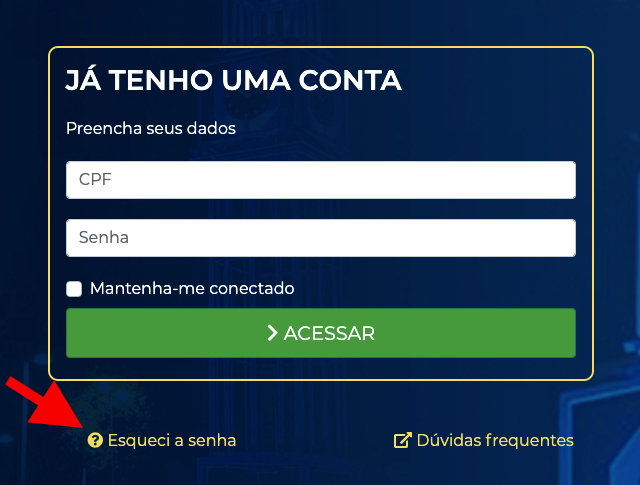 JÁ TENHO UMA CONTA
Preencha seus dados
CPF
Senha
Mantenha-me conectado
ACESSAR
Esqueci a senha
Dúvidas frequentes